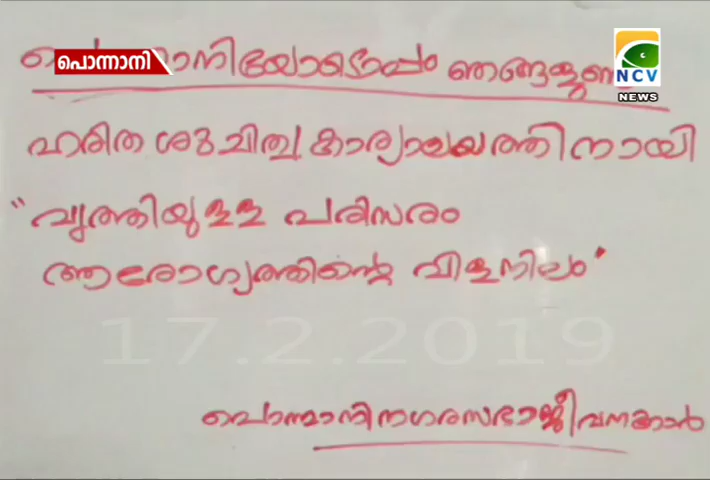 പൊന്നാനി
NCV
NEWS
പൊന്നാനിയോടൊപ്പം ഞങ്ങളുണ്ട്
ഹരിത ശുചിത്വ കാര്യാലയത്തിനായി
"വൃത്തിയുള്ള പരിസരം
ആരോഗ്യത്തിന്റെ വിളനിലം"
17.2.2019
പൊന്നാനി നഗരസഭാ ജീവനക്കാർ